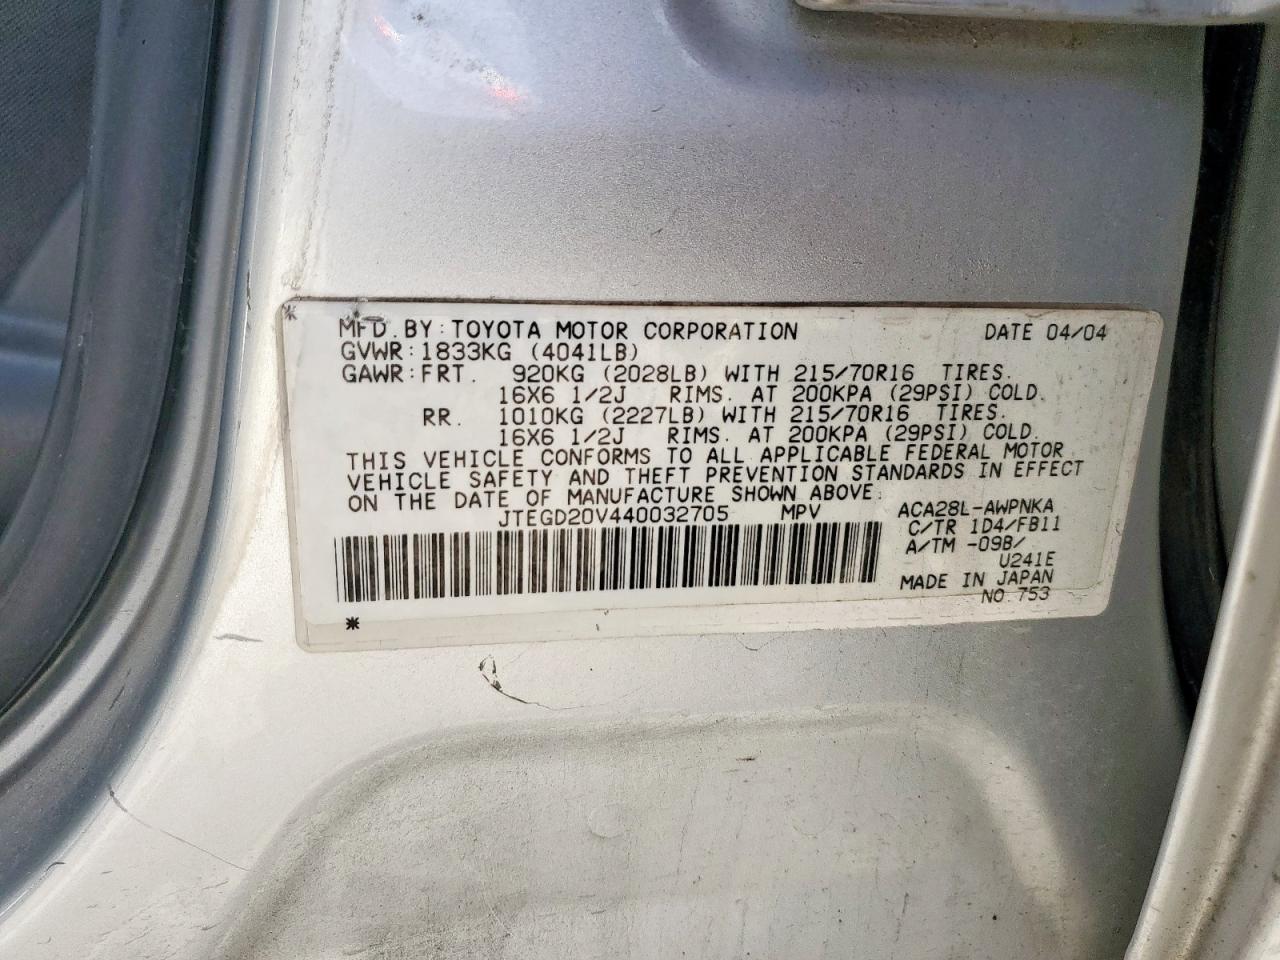 MFD. BY: TOYOTA MOTOR CORPORATION DATE 04/04
GVWR: 1833KG (4041LB)
GAWR: FRT. 920KG (2028LB) WITH 215/70R16 TIRES.
16X6 1/2J RIMS. AT 200KPA (29PSI) COLD.
RR. 1010KG (2227LB) WITH 215/70R16 TIRES.
16X6 1/2J RIMS. AT 200KPA (29PSI) COLD.
THIS VEHICLE CONFORMS TO ALL APPLICABLE FEDERAL MOTOR
VEHICLE SAFETY AND THEFT PREVENTION STANDARDS IN EFFECT
ON THE DATE OF MANUFACTURE SHOWN ABOVE.
JTEGD20V440032705 MPV ACA28L-AWPNKA
C/TR 1D4/FB11
A/TM -09B/
U241E
MADE IN JAPAN
NO. 753